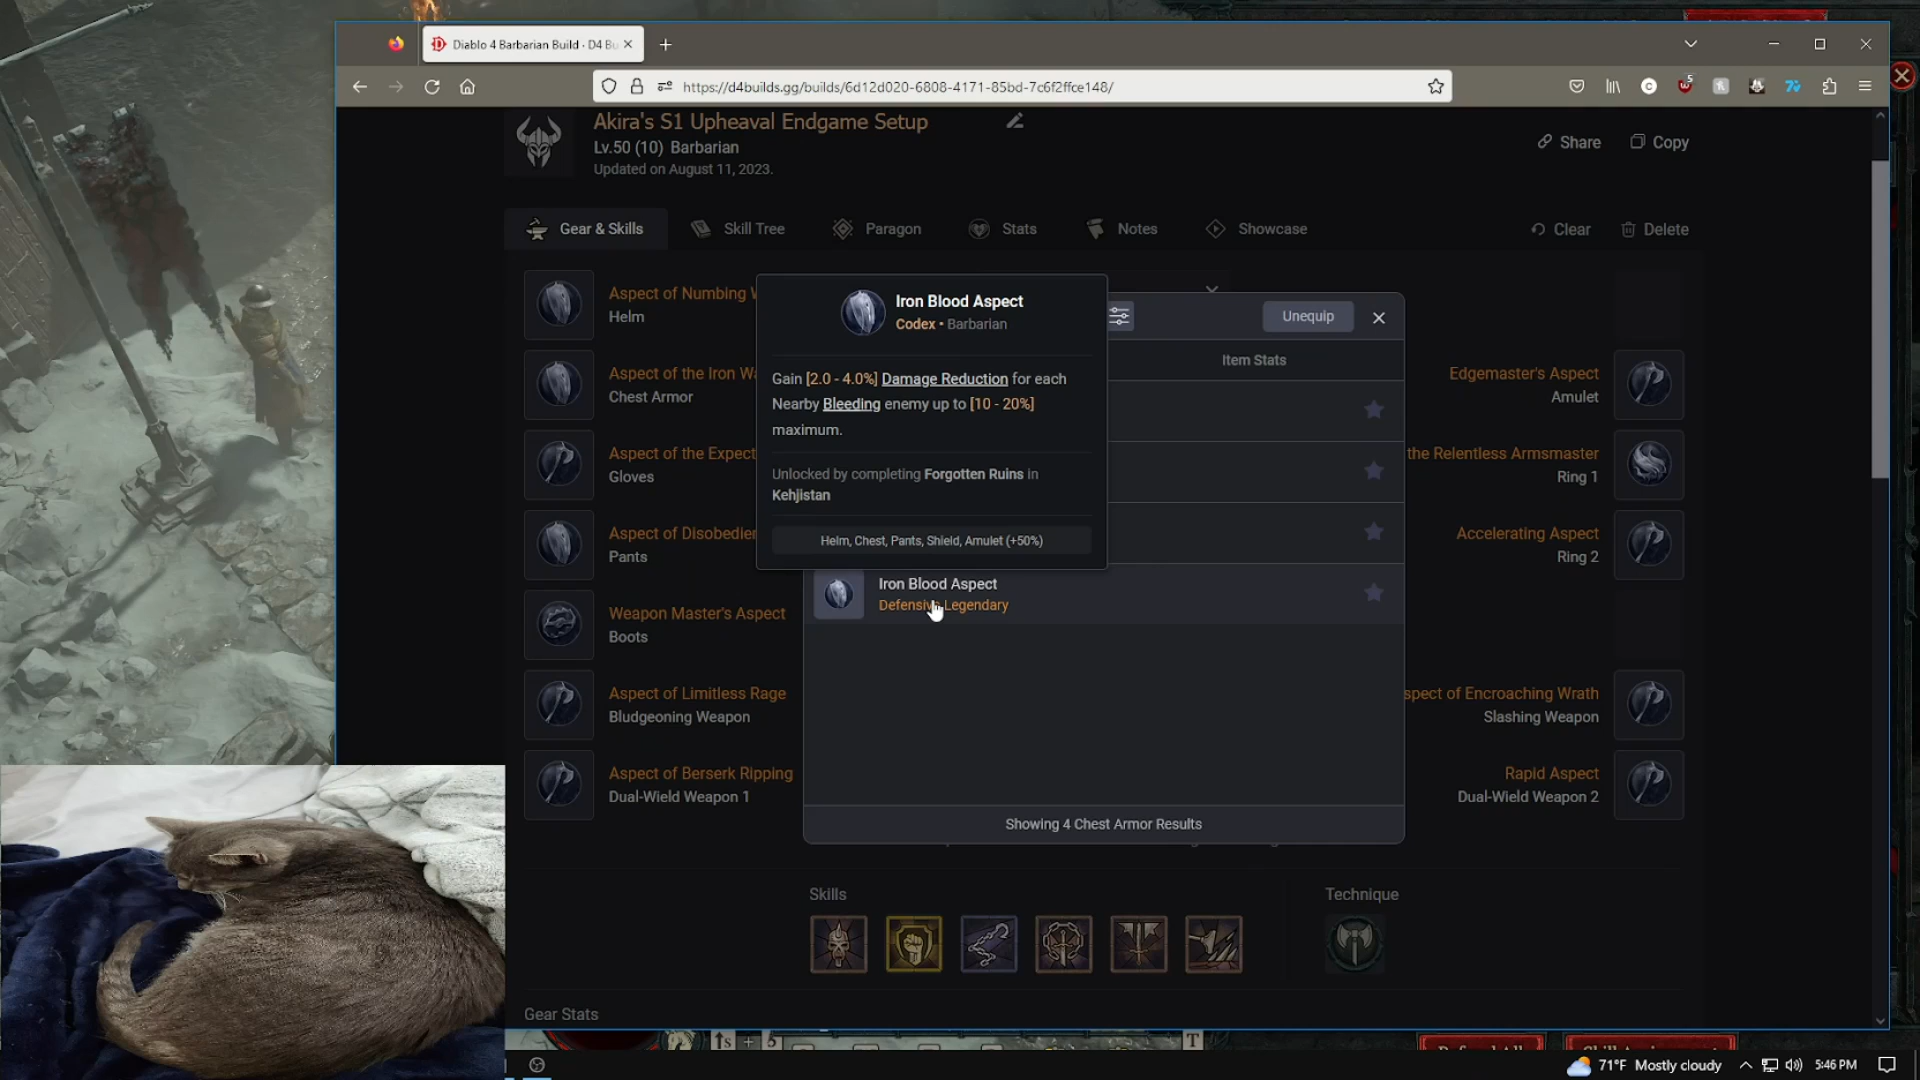 Diablo 4 Barbarian Build · D4 Bu
https://d4builds.gg/builds/6d12d020-6808-4171-85bd-7c6f2ffce148/
5
Akira's S1 Upheaval Endgame Setup
Lv.50 (10) Barbarian
Updated on August 11, 2023.
Share
Copy
Gear & Skills
Skill Tree
Paragon
Stats
Notes
Showcase
Clear
Delete
Aspect of Numbing
Helm
Aspect of the Iron
Chest Armor
Aspect of the Expect
Gloves
Aspect of Disobedie
Pants
Weapon Master's Aspect
Boots
Aspect of Limitless Rage
Bludgeoning Weapon
Aspect of Berserk Ripping
Dual-Wield Weapon 1
Iron Blood Aspect
Codex • Barbarian
Gain [2.0 - 4.0%] Damage Reduction for each
Nearby Bleeding enemy up to [10 - 20%]
maximum.
Unlocked by completing Forgotten Ruins in
Kehjistan
Helm, Chest, Pants, Shield, Amulet (+50%)
Unequip
Item Stats
Iron Blood Aspect
Defensive Legendary
Showing 4 Chest Armor Results
Edgemaster's Aspect
Amulet
the Relentless Armsmaster
Ring 1
Accelerating Aspect
Ring 2
spect of Encroaching Wrath
Slashing Weapon
Rapid Aspect
Dual-Wield Weapon 2
Skills
Technique
Gear Stats
5
T
71°F Mostly cloudy
5:46 PM